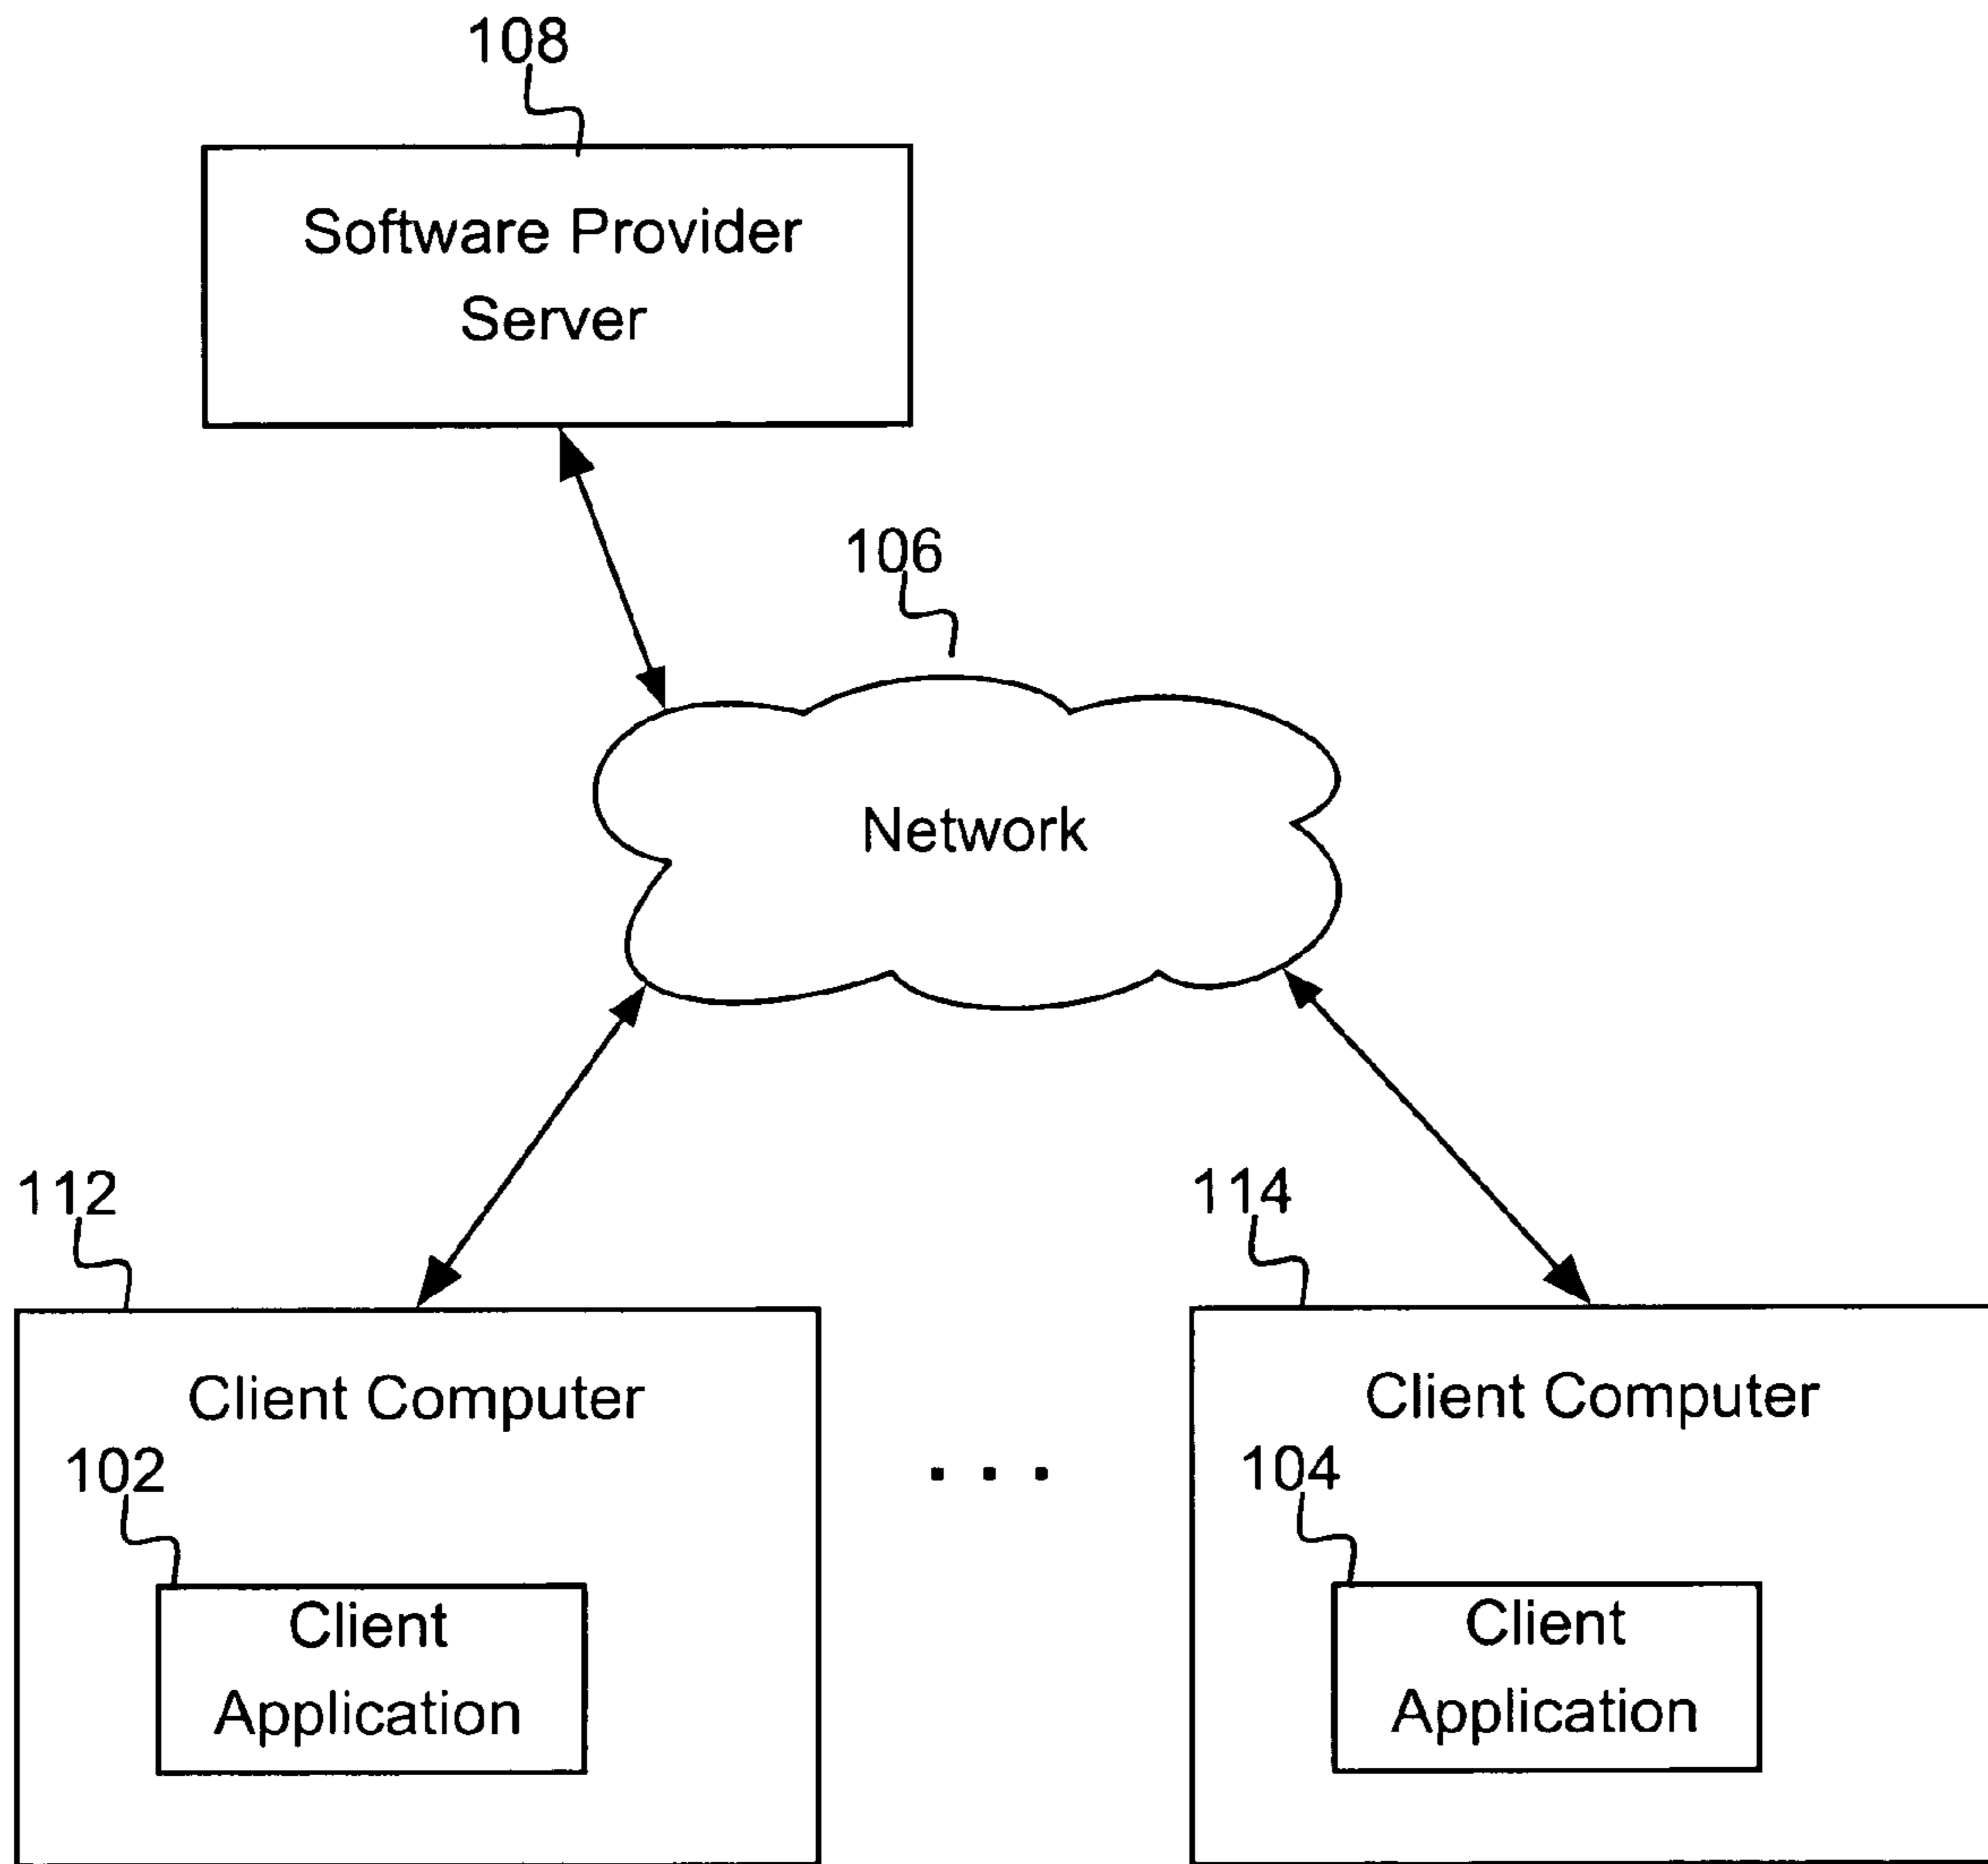 108
Software Provider
Server
106
Network
112
114
Client Computer
Client Computer
102
. . .
104
Client
Application
Client
Application